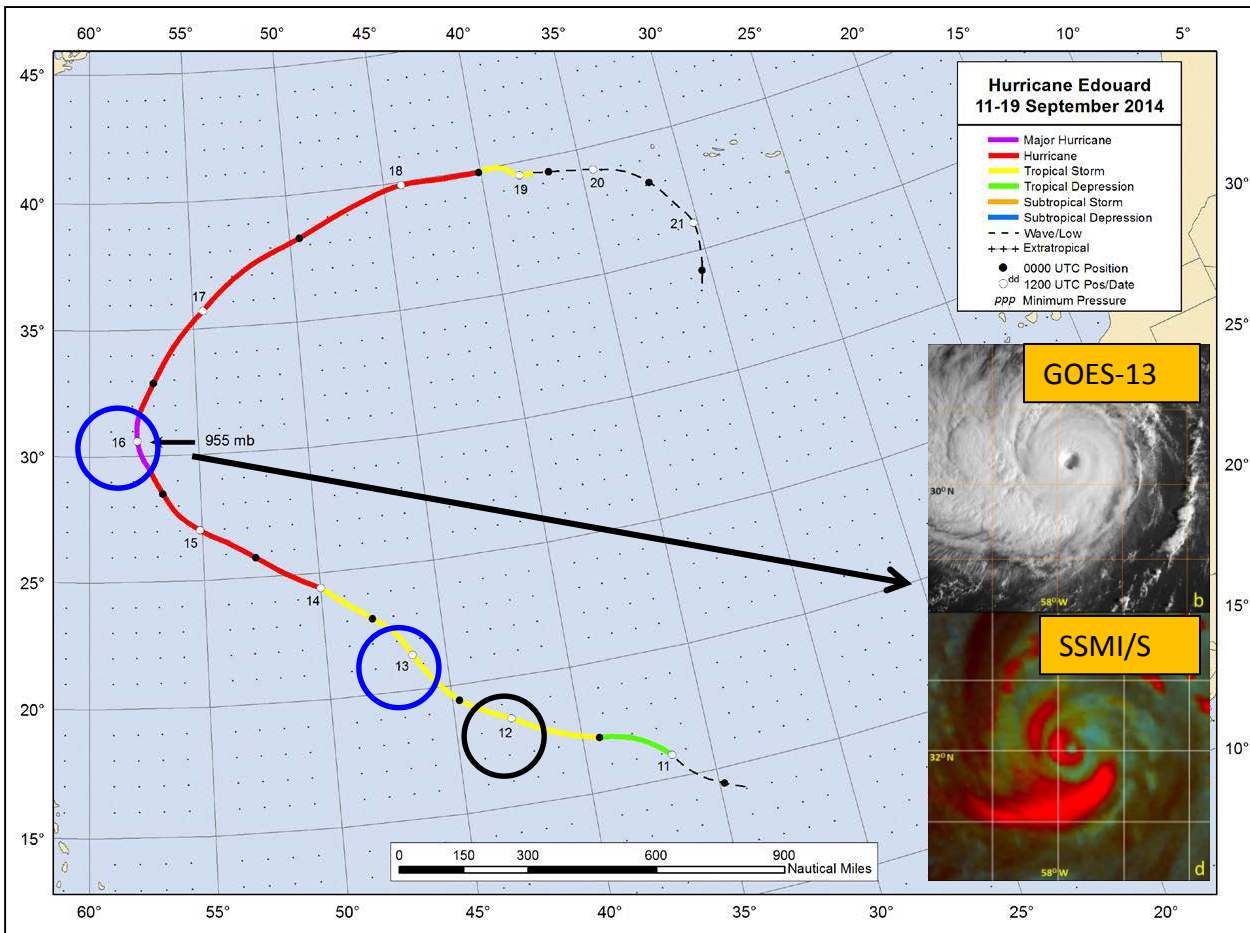 60° 55° 50° 45° 40° 35° 30° 25° 20° 15° 10° 5°
45°
40°
35°
30°
25°
20°
15°
Hurricane Edouard
11-19 September 2014
Major Hurricane
Hurricane
Tropical Storm
Tropical Depression
Subtropical Storm
Subtropical Depression
Wave/Low
Extratropical
0000 UTC Position
dd 1200 UTC Pos/Date
ppp Minimum Pressure
30°
25°
20°
15°
10°
18
19
20
21
17
16
955 mb
15
14
13
12
11
GOES-13
30° N
58° W
b
SSMI/S
32° N
58° W
d
0 150 300 600 900
Nautical Miles
60° 55° 50° 45° 40° 35° 30° 25° 20°